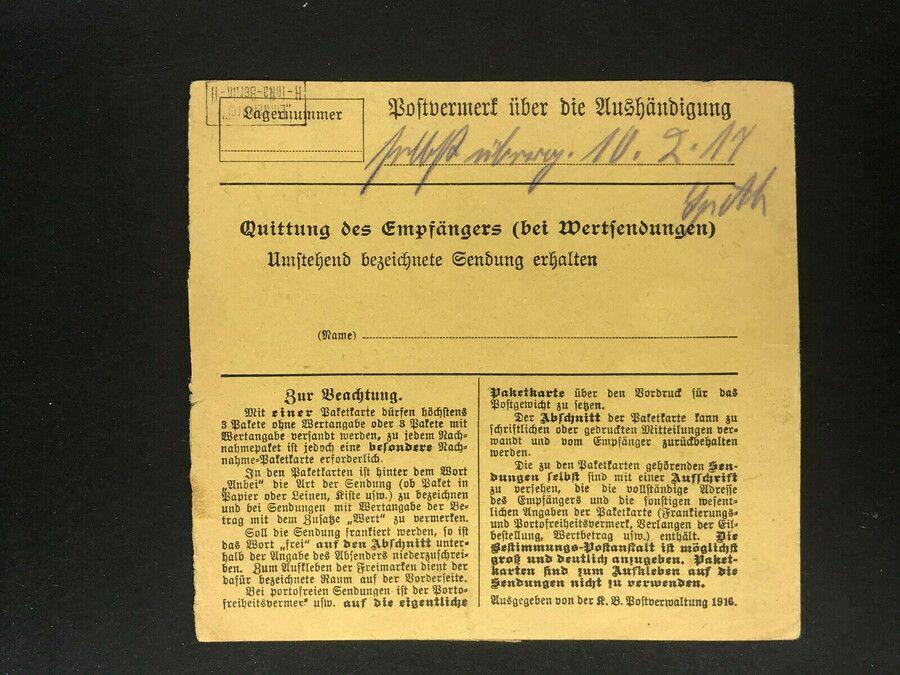 Lagernummer
Postvermerk über die Aushändigung
selbst 10. 2. 17
Quittung des Empfängers (bei Wertsendungen)
Umstehend bezeichnete Sendung erhalten
(Name)
Zur Beachtung.
Mit einer Paketkarte dürfen höchstens
3 Pakete ohne Wertangabe oder 3 Pakete mit
Wertangabe versandt werden, zu jedem Nach-
nahmepaket ist jedoch eine besondere Nach-
nahme-Paketkarte erforderlich.
In den Paketkarten ist hinter dem Wort
„Anbei" die Art der Sendung (ob Paket in
Papier oder Leinen, Kiste usw.) zu bezeichnen
und bei Sendungen mit Wertangabe der Be-
trag mit dem Zusatze „Wert" zu vermerken.
Soll die Sendung frankiert werden, so ist
das Wort „frei" auf den Abschnitt unter-
halb der Angabe des Absenders niederzuschrei-
ben. Zum Aufkleben der Freimarken dient der
dafür bezeichnete Raum auf der Vorderseite.
Bei portofreien Sendungen ist der Porto-
freiheitsvermerk usw. auf die eigentliche
Paketkarte über den Vordruck für das
Postgewicht zu setzen.
Der Abschnitt der Paketkarte kann zu
schriftlichen oder gedruckten Mitteilungen ver-
wandt und vom Empfänger zurückbehalten
werden.
Die zu den Paketkarten gehörenden Sen-
dungen selbst sind mit einer Aufschrift
zu versehen, die die vollständige Adresse
des Empfängers und die sonstigen wesent-
lichen Angaben der Paketkarte (Frankierungs-
und Portofreiheitsvermerk, Verlangen der Eil-
bestellung, Wertbetrag usw.) enthält. Die
Bestimmungs-Postanstalt ist möglichst
groß und deutlich anzugeben. Paket-
karten sind zum Aufkleben auf die
Sendungen nicht zu verwenden.
Ausgegeben von der K. B. Postverwaltung 1916.